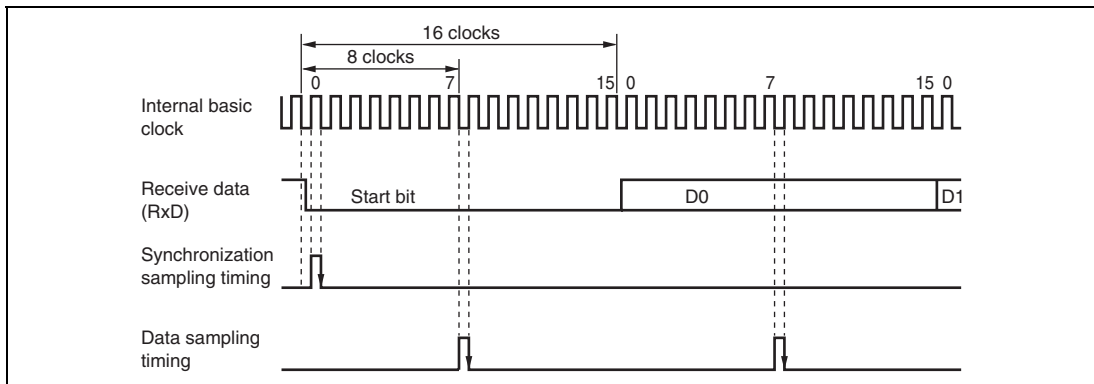 16 clocks
8 clocks
0 7 15 0 7 15 0
Internal basic
clock
Receive data
(RxD)
Start bit D0 D1
Synchronization
sampling timing
Data sampling
timing